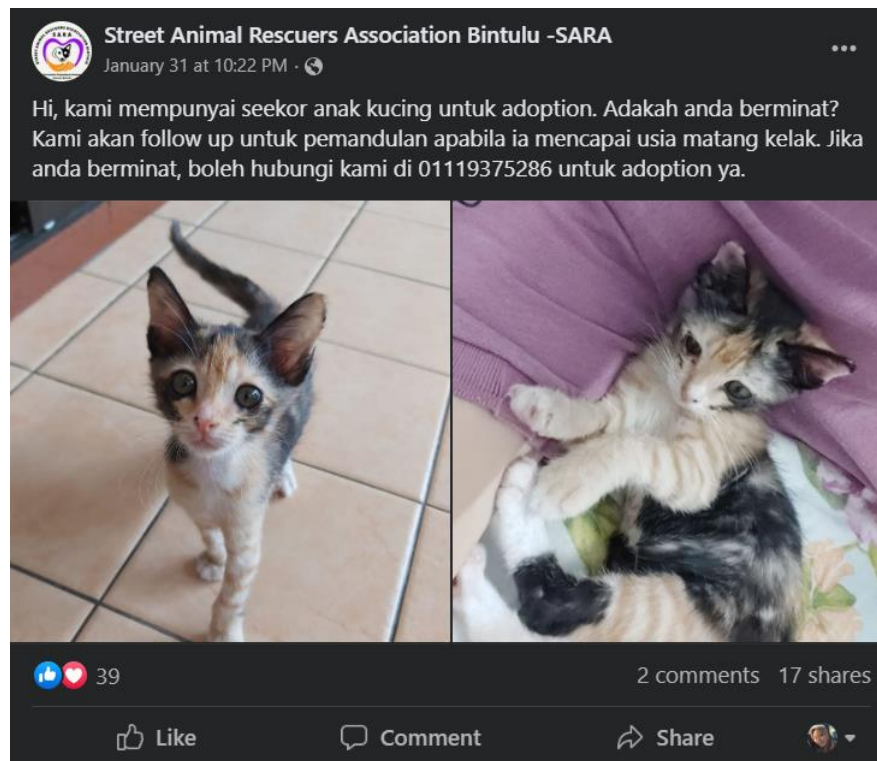 Street Animal Rescuers Association Bintulu -SARA
January 31 at 10:22 PM ·
Hi, kami mempunyai seekor anak kucing untuk adoption. Adakah anda berminat?
Kami akan follow up untuk pemandulan apabila ia mencapai usia matang kelak. Jika
anda berminat, boleh hubungi kami di 01119375286 untuk adoption ya.
39
2 comments 17 shares
Like Comment Share